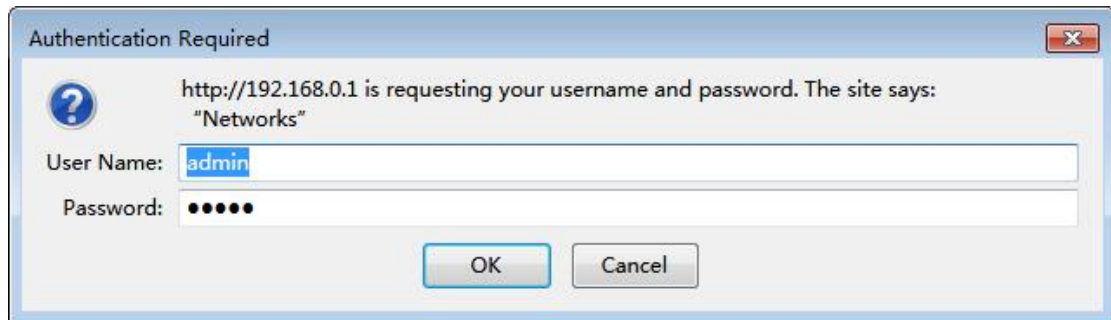 Authentication Required
http://192.168.0.1 is requesting your username and password. The site says:
“Networks”
User Name: admin
Password: •••••
OK Cancel